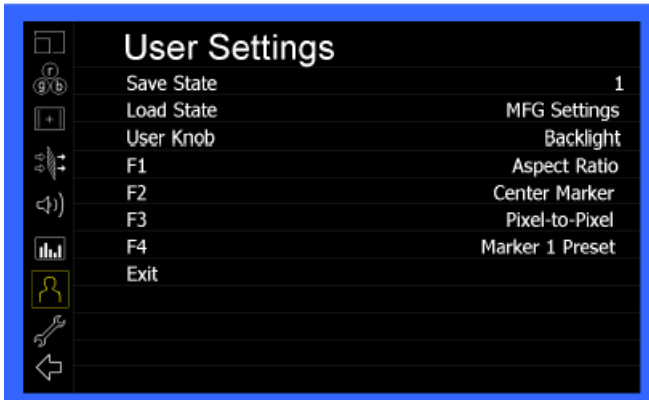 User Settings
Save State 1
Load State MFG Settings
User Knob Backlight
F1 Aspect Ratio
F2 Center Marker
F3 Pixel-to-Pixel
F4 Marker 1 Preset
Exit
r
g b